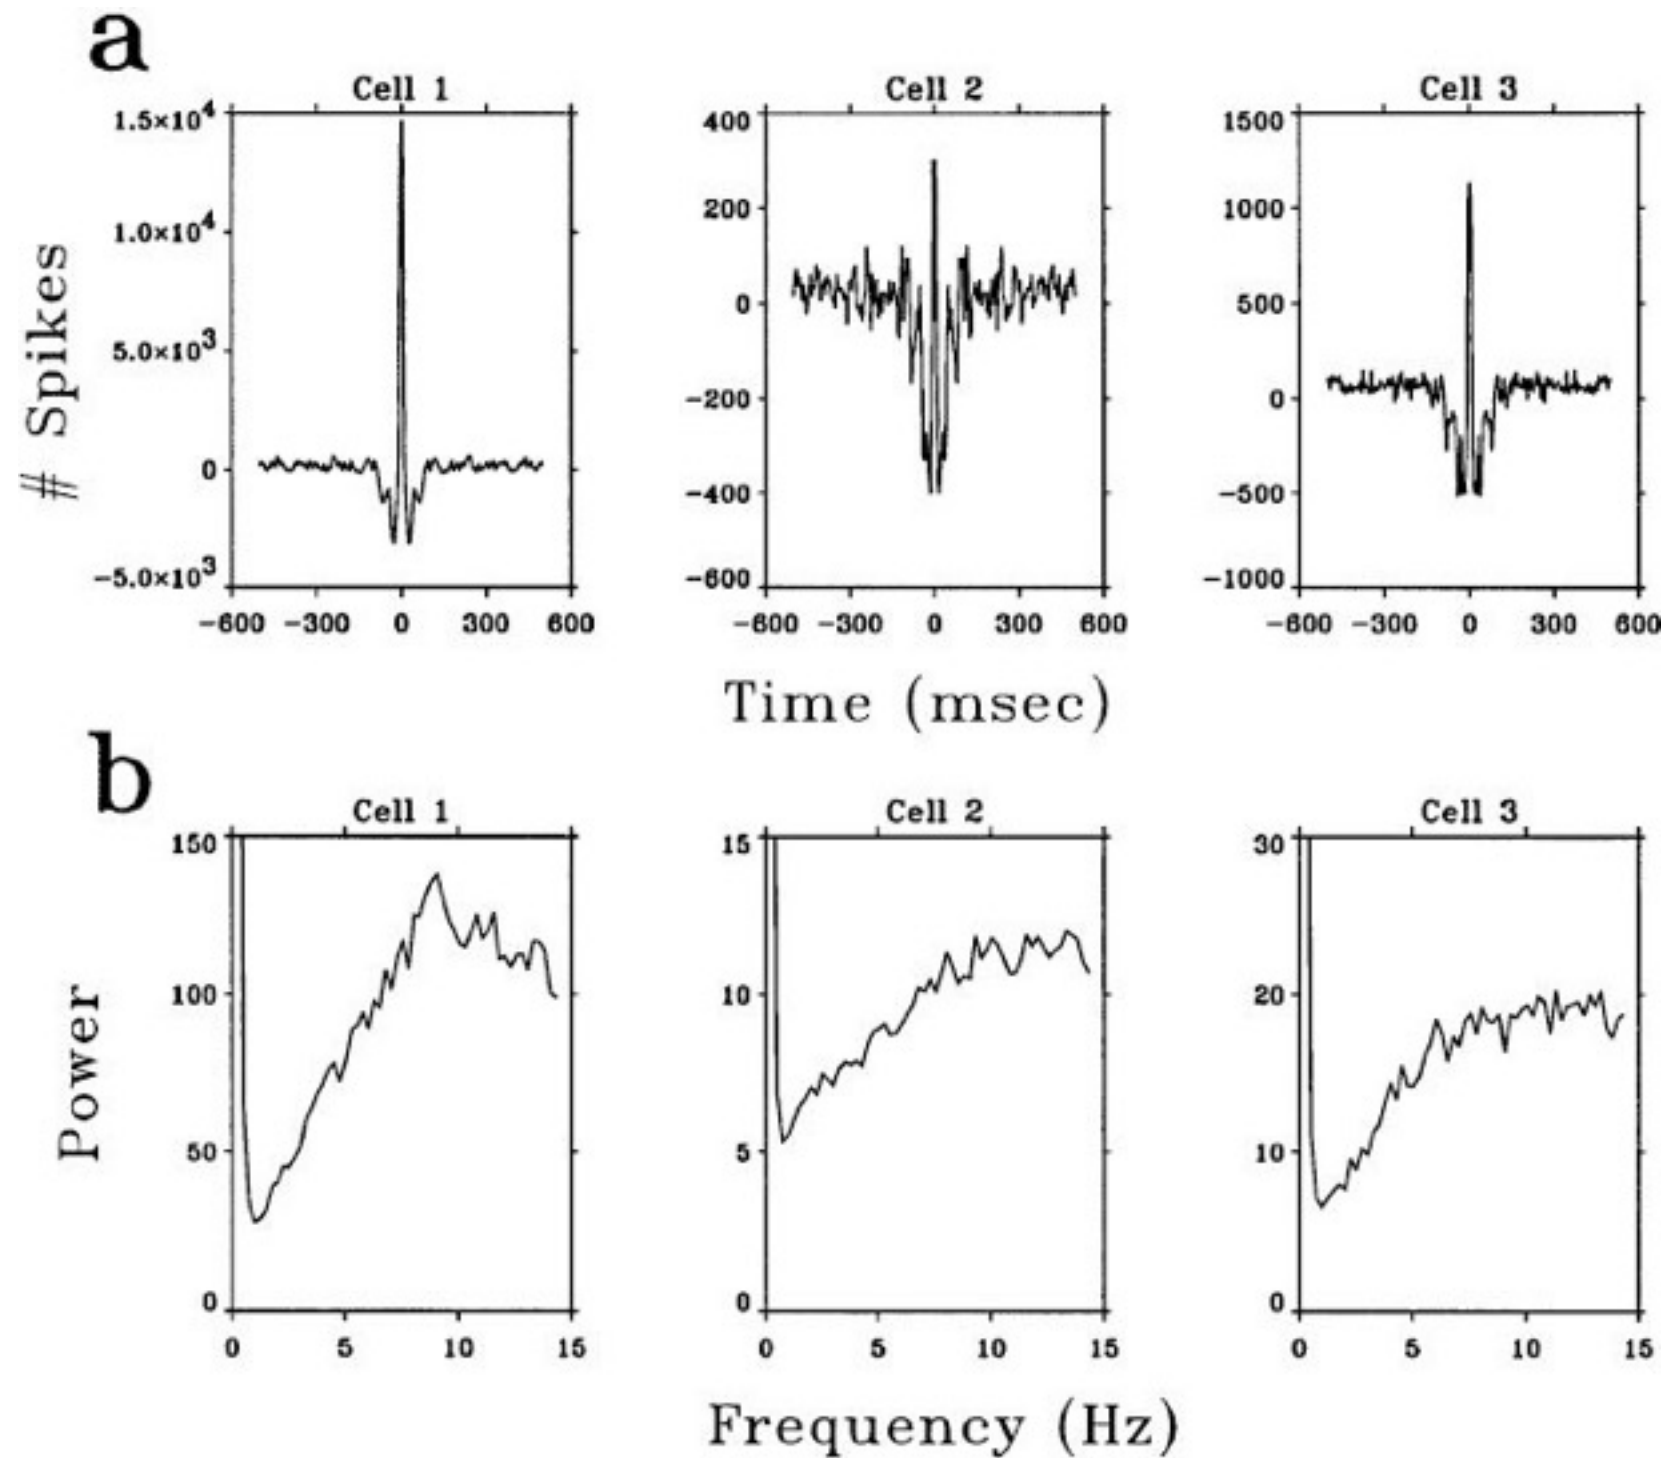 a
Cell 1 Cell 2 Cell 3
# Spikes
1.5×10⁴
1.0×10⁴
5.0×10³
0
−5.0×10³
−600 −300 0 300 600
400
200
0
−200
−400
−600
−600 −300 0 300 600
1500
1000
500
0
−500
−1000
−600 −300 0 300 600
Time (msec)
b
Cell 1 Cell 2 Cell 3
Power
150
100
50
0
0 5 10 15
15
10
5
0
0 5 10 15
30
20
10
0
0 5 10 15
Frequency (Hz)